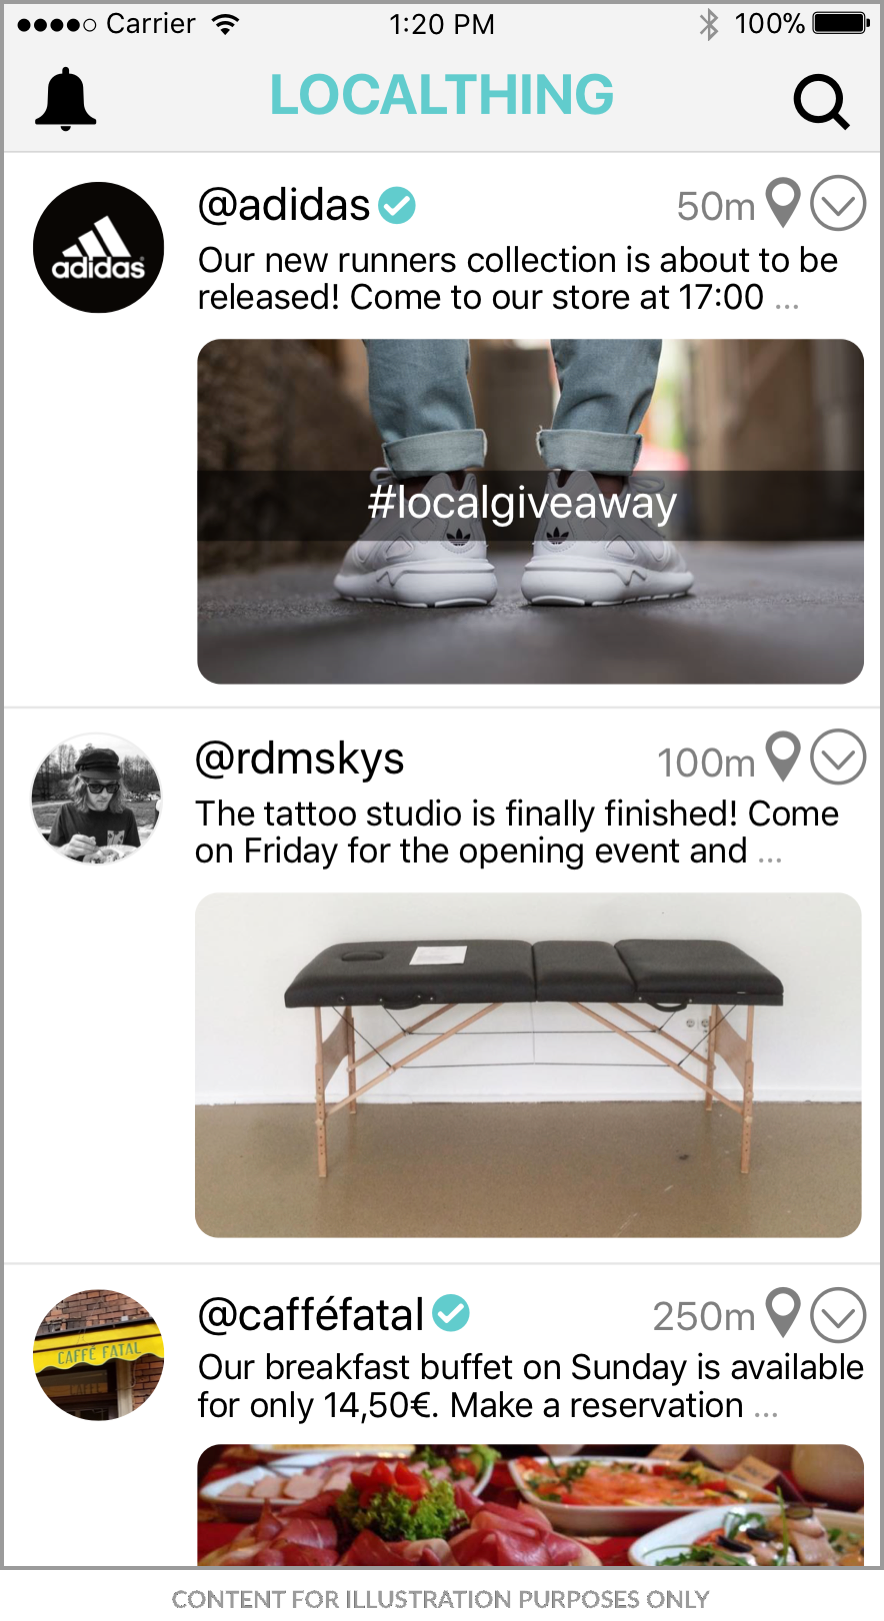 Carrier 1:20 PM 100%
LOCALTHING
@adidas 50m
adidas
Our new runners collection is about to be
released! Come to our store at 17:00 ...
#localgiveaway
@rdmskys 100m
The tattoo studio is finally finished! Come
on Friday for the opening event and ...
@cafféfatal 250m
CAFFÈ FATAL
Our breakfast buffet on Sunday is available
for only 14,50€. Make a reservation ...
CONTENT FOR ILLUSTRATION PURPOSES ONLY